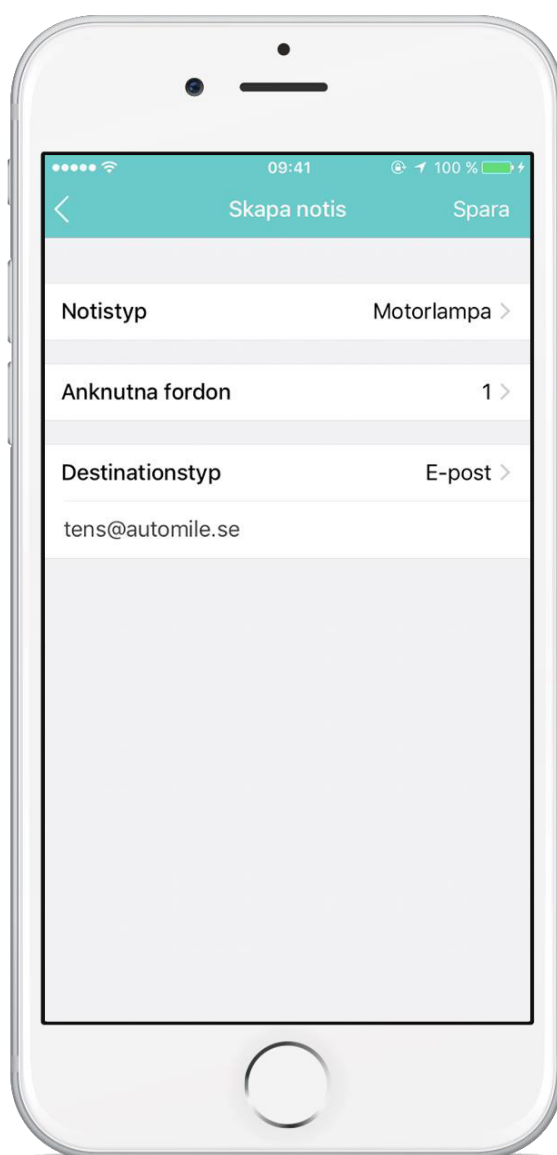 09:41 100 %
Skapa notis Spara
Notistyp Motorlampa
Anknutna fordon 1
Destinationstyp E-post
tens@automile.se